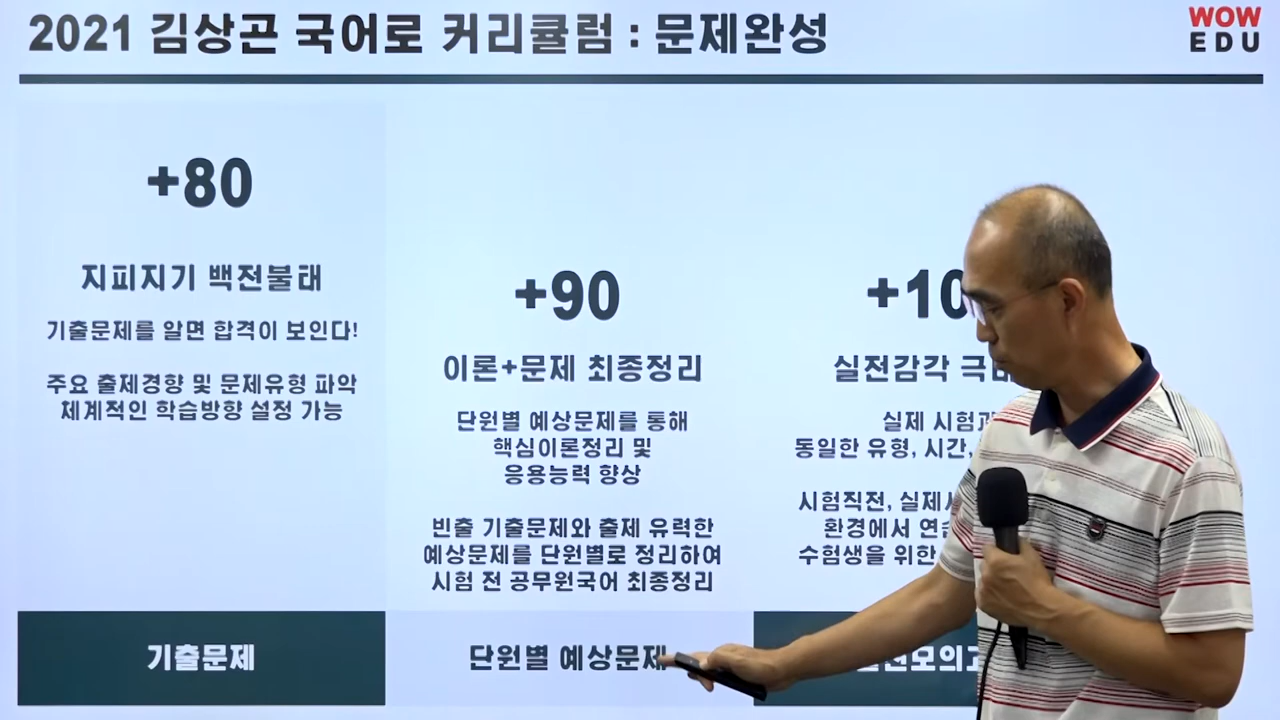 2021 김상곤 국어로 커리큘럼 : 문제완성
WOW
EDU
+80
지피지기 백전불태
기출문제를 알면 합격이 보인다!
주요 출제경향 및 문제유형 파악
체계적인 학습방향 설정 가능
기출문제
+90
이론+문제 최종정리
단원별 예상문제를 통해
핵심이론정리 및
응용능력 향상
빈출 기출문제와 출제 유력한
예상문제를 단원별로 정리하여
시험 전 공무원국어 최종정리
단원별 예상문제
+10
실전감각
실제
동일한 유형, 시간,
시험직전,
환경에서
수험생을 위한